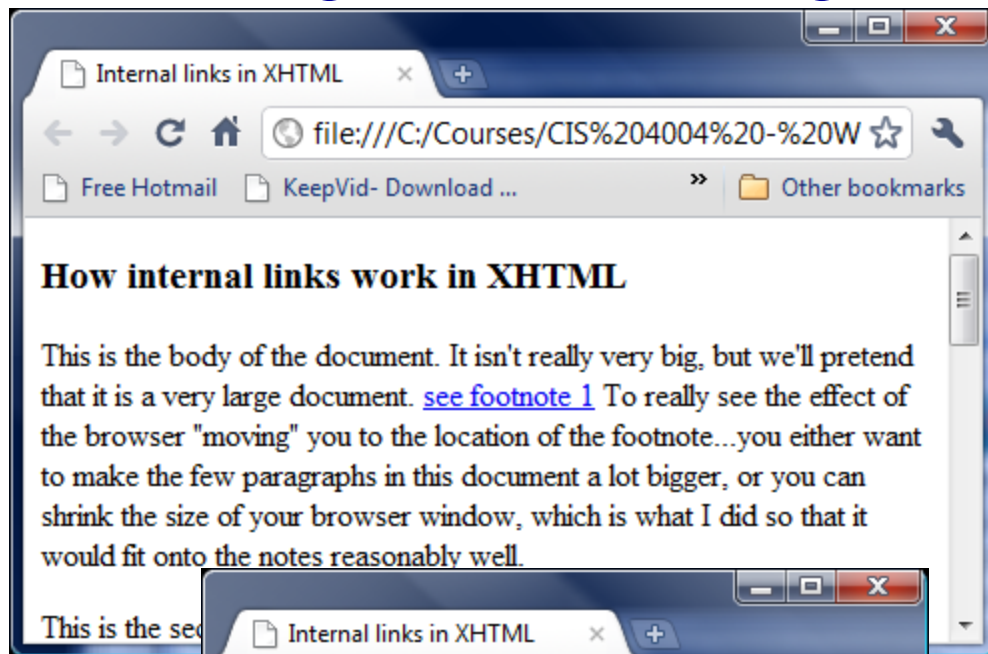 Internal links in XHTML
file:///C:/Courses/CIS%204004%20-%20W
Free Hotmail KeepVid- Download ... » Other bookmarks
How internal links work in XHTML
This is the body of the document. It isn't really very big, but we'll pretend
that it is a very large document. see footnote 1 To really see the effect of
the browser "moving" you to the location of the footnote...you either want
to make the few paragraphs in this document a lot bigger, or you can
shrink the size of your browser window, which is what I did so that it
would fit onto the notes reasonably well.
This is the sec
Internal links in XHTML